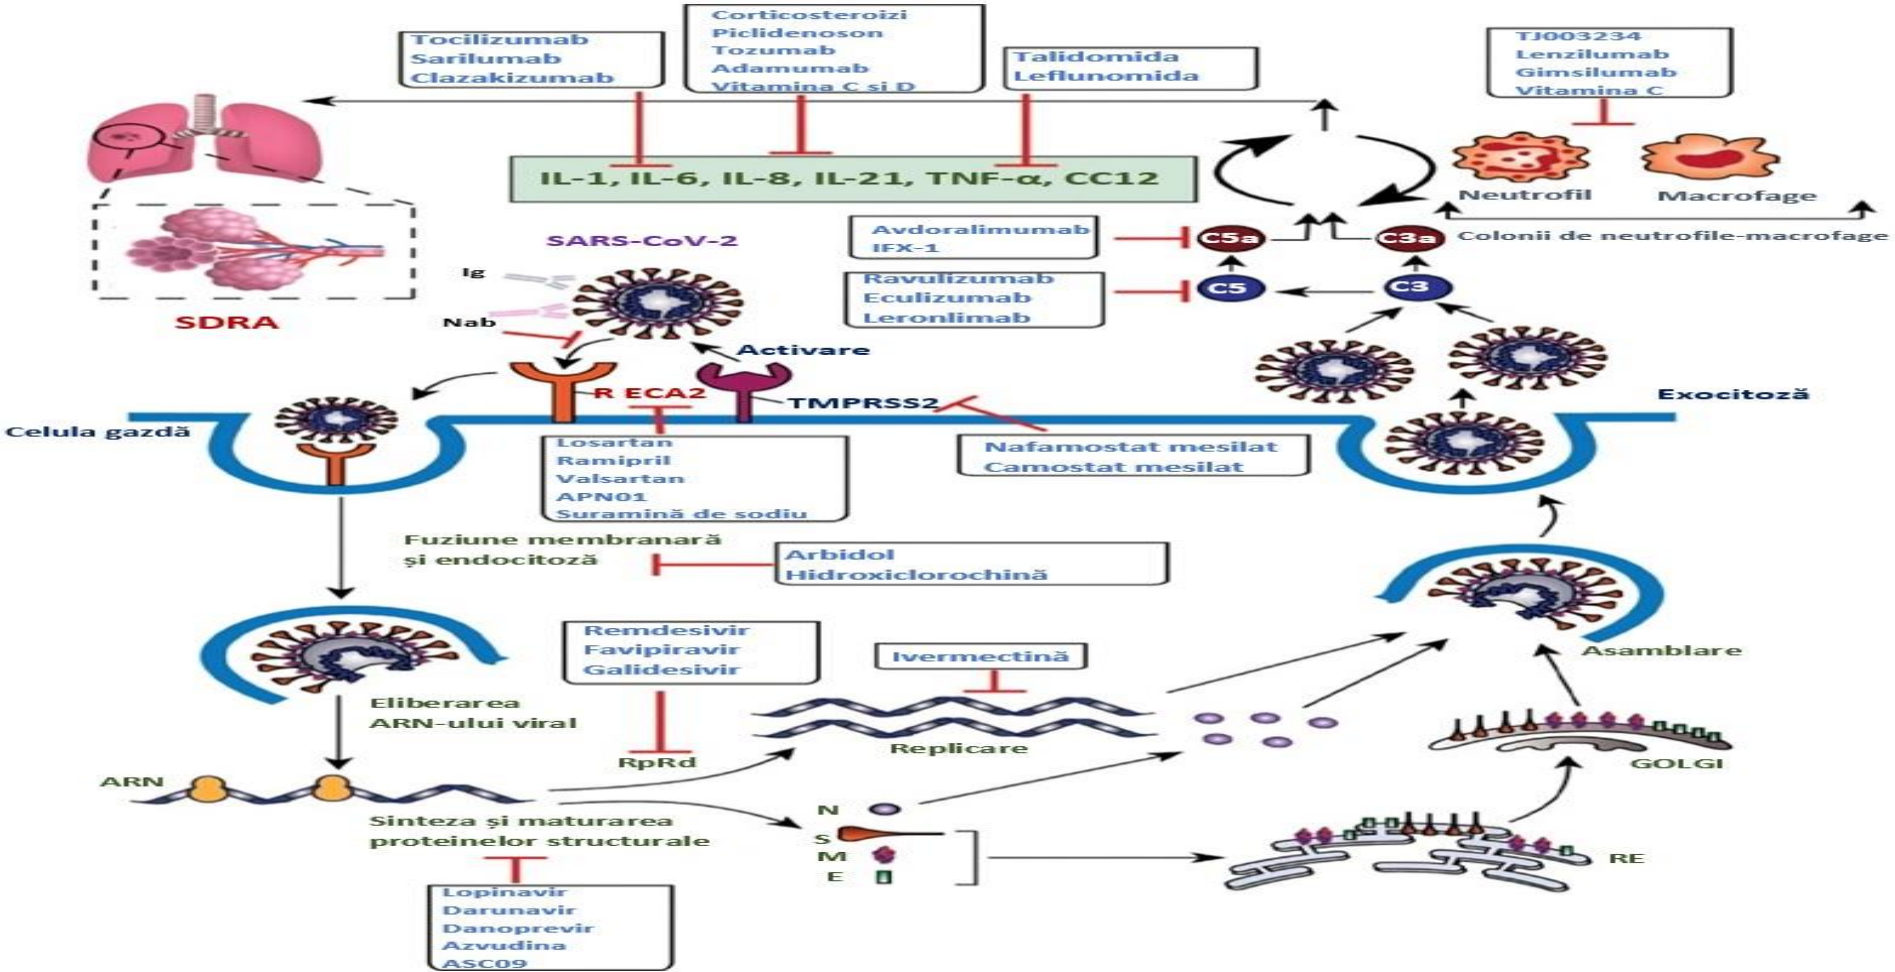 Tocilizumab
Sarilumab
Clazakizumab
Corticosteroizi
Piclidenoson
Tozumab
Adamumab
Vitamina C si D
Talidomida
Leflunomida
TJ003234
Lenzilumab
Gimsilumab
Vitamina C
IL-1, IL-6, IL-8, IL-21, TNF-α, CC12
Neutrofil
Macrofage
Colonii de neutrofile-macrofage
Avdoralimumab
IFX-1
C5a
C3a
Ravulizumab
Eculizumab
Leronlimab
C5
C3
SDRA
SARS-CoV-2
Ig
Nab
Activare
R ECA2
TMPRSS2
Exocitoză
Celula gazdă
Losartan
Ramipril
Valsartan
APN01
Suramină de sodiu
Nafamostat mesilat
Camostat mesilat
Fuziune membranară
și endocitoză
Arbidol
Hidroxiclorochină
Remdesivir
Favipiravir
Galidesivir
Ivermectină
Asamblare
Eliberarea
ARN-ului viral
RpRd
Replicare
GOLGI
ARN
Sinteza și maturarea
proteinelor structurale
N
S
M
E
RE
Lopinavir
Darunavir
Danoprevir
Azvudina
ASC09